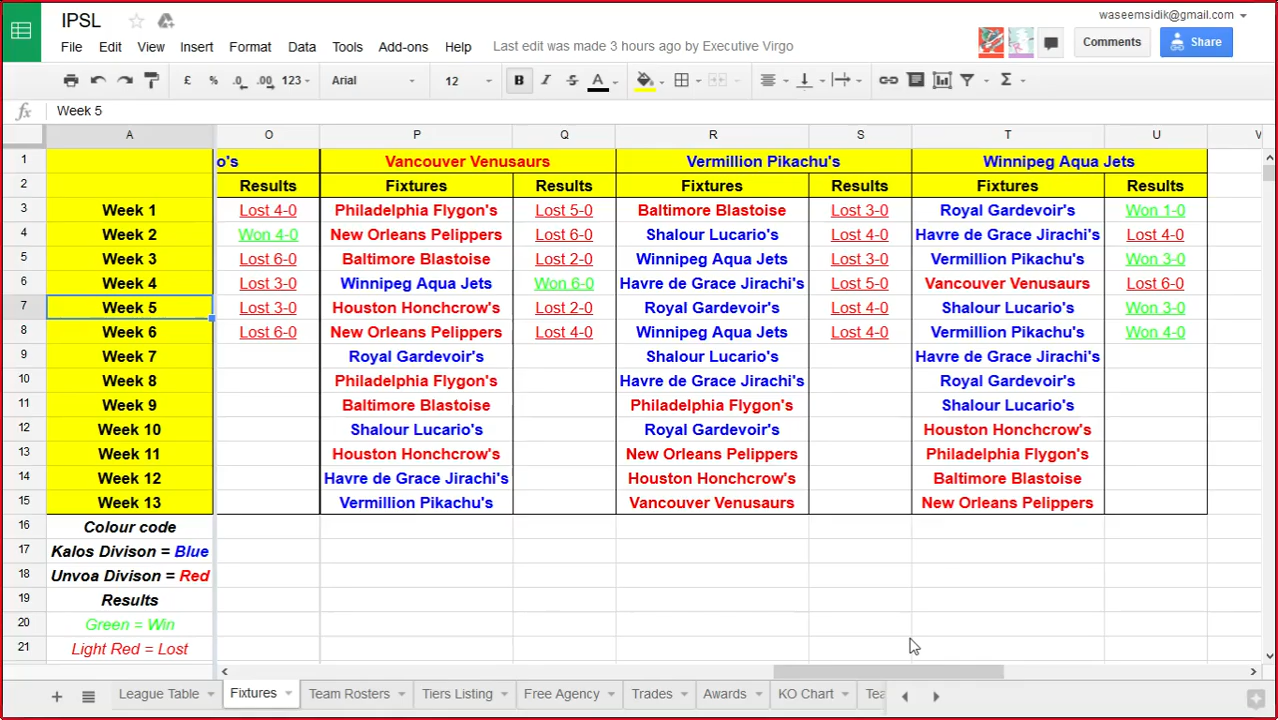 IPSL
waseemsidik@gmail.com
File Edit View Insert Format Data Tools Add-ons Help Last edit was made 3 hours ago by Executive Virgo Comments Share
£ % .0 .00 123 Arial 12 B I S A Σ
fx Week 5
A O P Q R S T U V
1 o's Vancouver Venusaurs Vermillion Pikachu's Winnipeg Aqua Jets
2 Results Fixtures Results Fixtures Results Fixtures Results
3 Week 1 Lost 4-0 Philadelphia Flygon's Lost 5-0 Baltimore Blastoise Lost 3-0 Royal Gardevoir's Won 1-0
4 Week 2 Won 4-0 New Orleans Pelippers Lost 6-0 Shalour Lucario's Lost 4-0 Havre de Grace Jirachi's Lost 4-0
5 Week 3 Lost 6-0 Baltimore Blastoise Lost 2-0 Winnipeg Aqua Jets Lost 3-0 Vermillion Pikachu's Won 3-0
6 Week 4 Lost 3-0 Winnipeg Aqua Jets Won 6-0 Havre de Grace Jirachi's Lost 5-0 Vancouver Venusaurs Lost 6-0
7 Week 5 Lost 3-0 Houston Honchcrow's Lost 2-0 Royal Gardevoir's Lost 4-0 Shalour Lucario's Won 3-0
8 Week 6 Lost 6-0 New Orleans Pelippers Lost 4-0 Winnipeg Aqua Jets Lost 4-0 Vermillion Pikachu's Won 4-0
9 Week 7 Royal Gardevoir's Shalour Lucario's Havre de Grace Jirachi's
10 Week 8 Philadelphia Flygon's Havre de Grace Jirachi's Royal Gardevoir's
11 Week 9 Baltimore Blastoise Philadelphia Flygon's Shalour Lucario's
12 Week 10 Shalour Lucario's Royal Gardevoir's Houston Honchcrow's
13 Week 11 Houston Honchcrow's New Orleans Pelippers Philadelphia Flygon's
14 Week 12 Havre de Grace Jirachi's Houston Honchcrow's Baltimore Blastoise
15 Week 13 Vermillion Pikachu's Vancouver Venusaurs New Orleans Pelippers
16 Colour code
17 Kalos Divison = Blue
18 Unvoa Divison = Red
19 Results
20 Green = Win
21 Light Red = Lost
League Table Fixtures Team Rosters Tiers Listing Free Agency Trades Awards KO Chart Tea